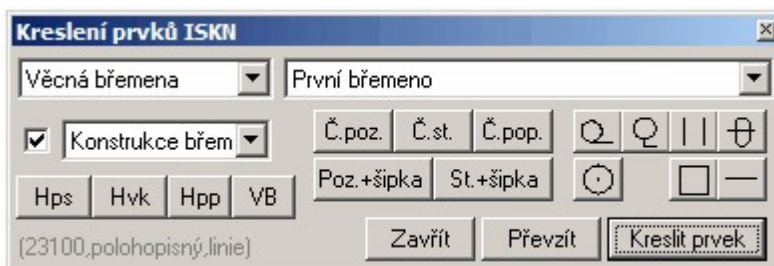 Kreslení prvků ISKN
Věcná břemena První břemeno
Konstrukce břem Č.poz. Č.st. Č.pop.
Poz.+šipka St.+šipka
Hps Hvk Hpp VB
(23100,polohopisný,linie) Zavřít Převzít Kreslit prvek